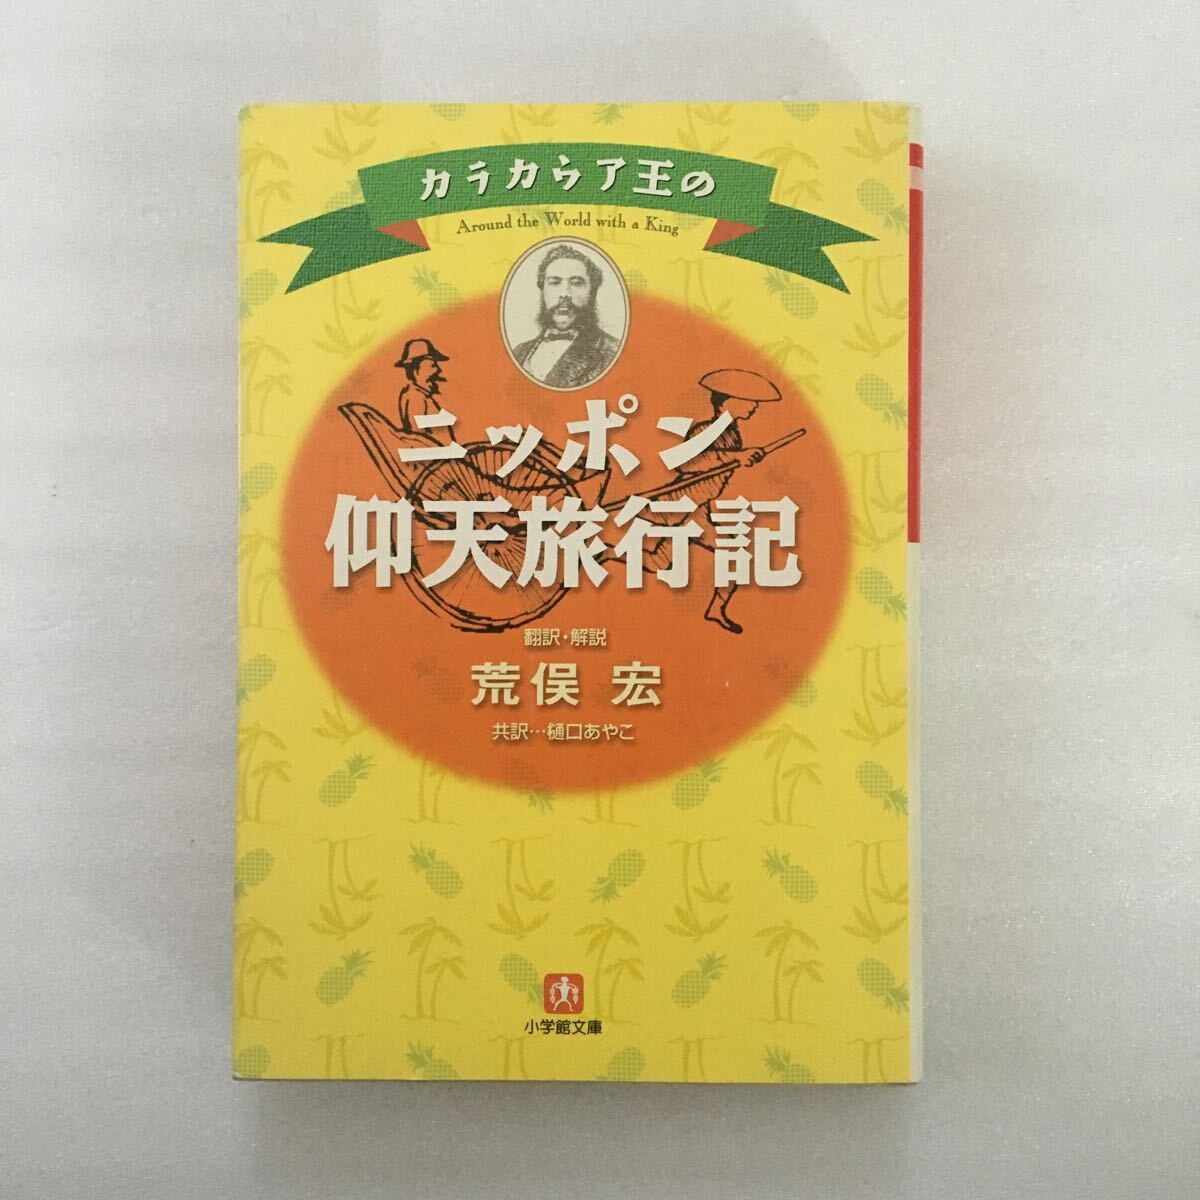 カラカウア王の
Around the World with a King
ニッポン
仰天旅行記
翻訳・解説
荒俣 宏
共訳…樋口あやこ
小学館文庫